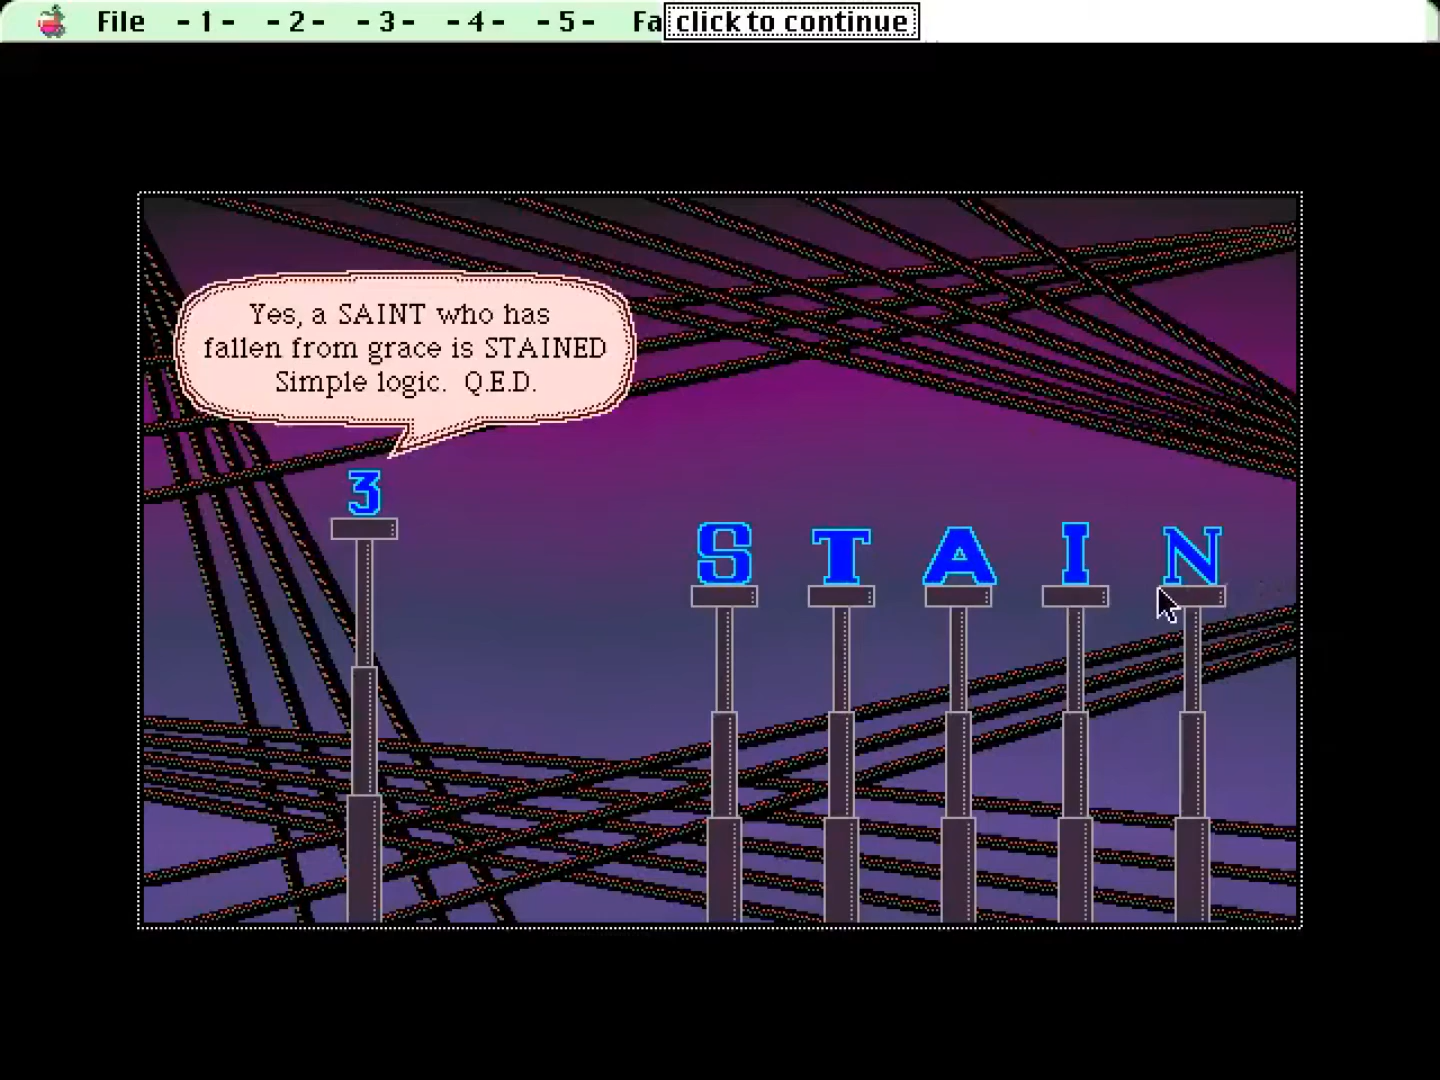 File -1- -2- -3- -4- -5- Fa click to continue
Yes, a SAINT who has
fallen from grace is STAINED
Simple logic. Q.E.D.
3
S T A I N